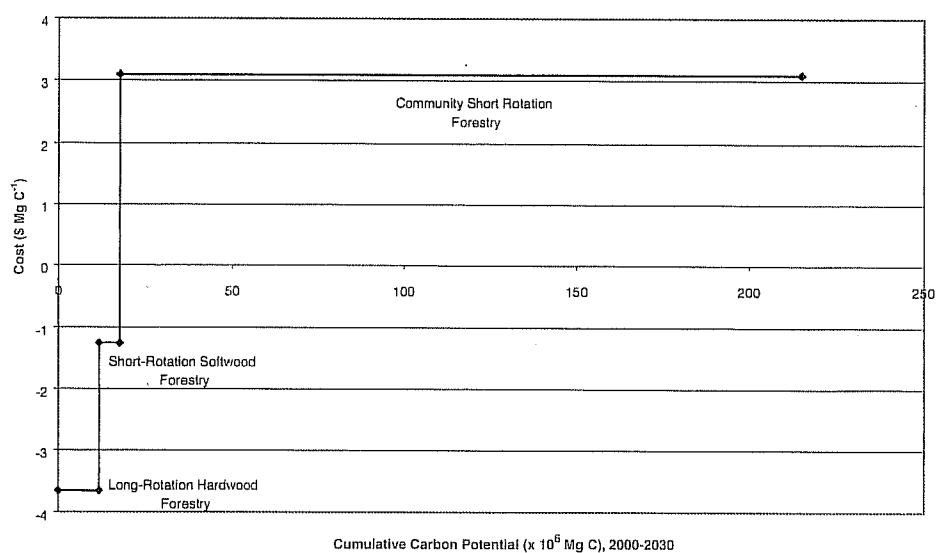 4
3
Community Short Rotation
Forestry
2
1
0
0 50 100 150 200 250
-1
Short-Rotation Softwood
Forestry
-2
-3
Long-Rotation Hardwood
Forestry
-4
Cost ($ Mg C⁻¹)
Cumulative Carbon Potential (x 10⁶ Mg C), 2000-2030